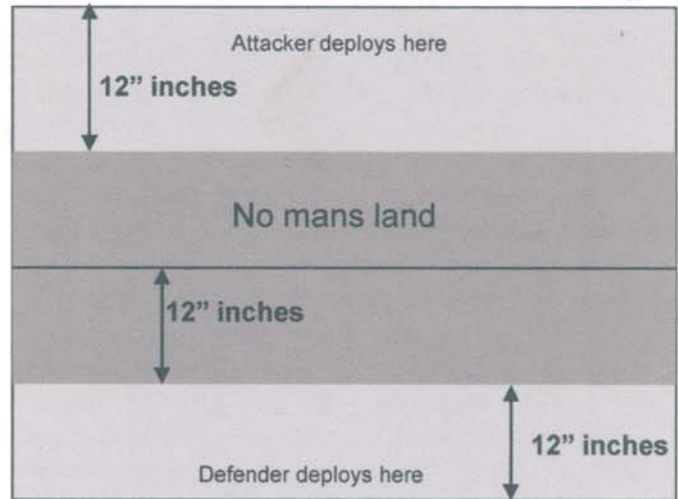 Attacker deploys here
12” inches
No mans land
12” inches
12” inches
Defender deploys here